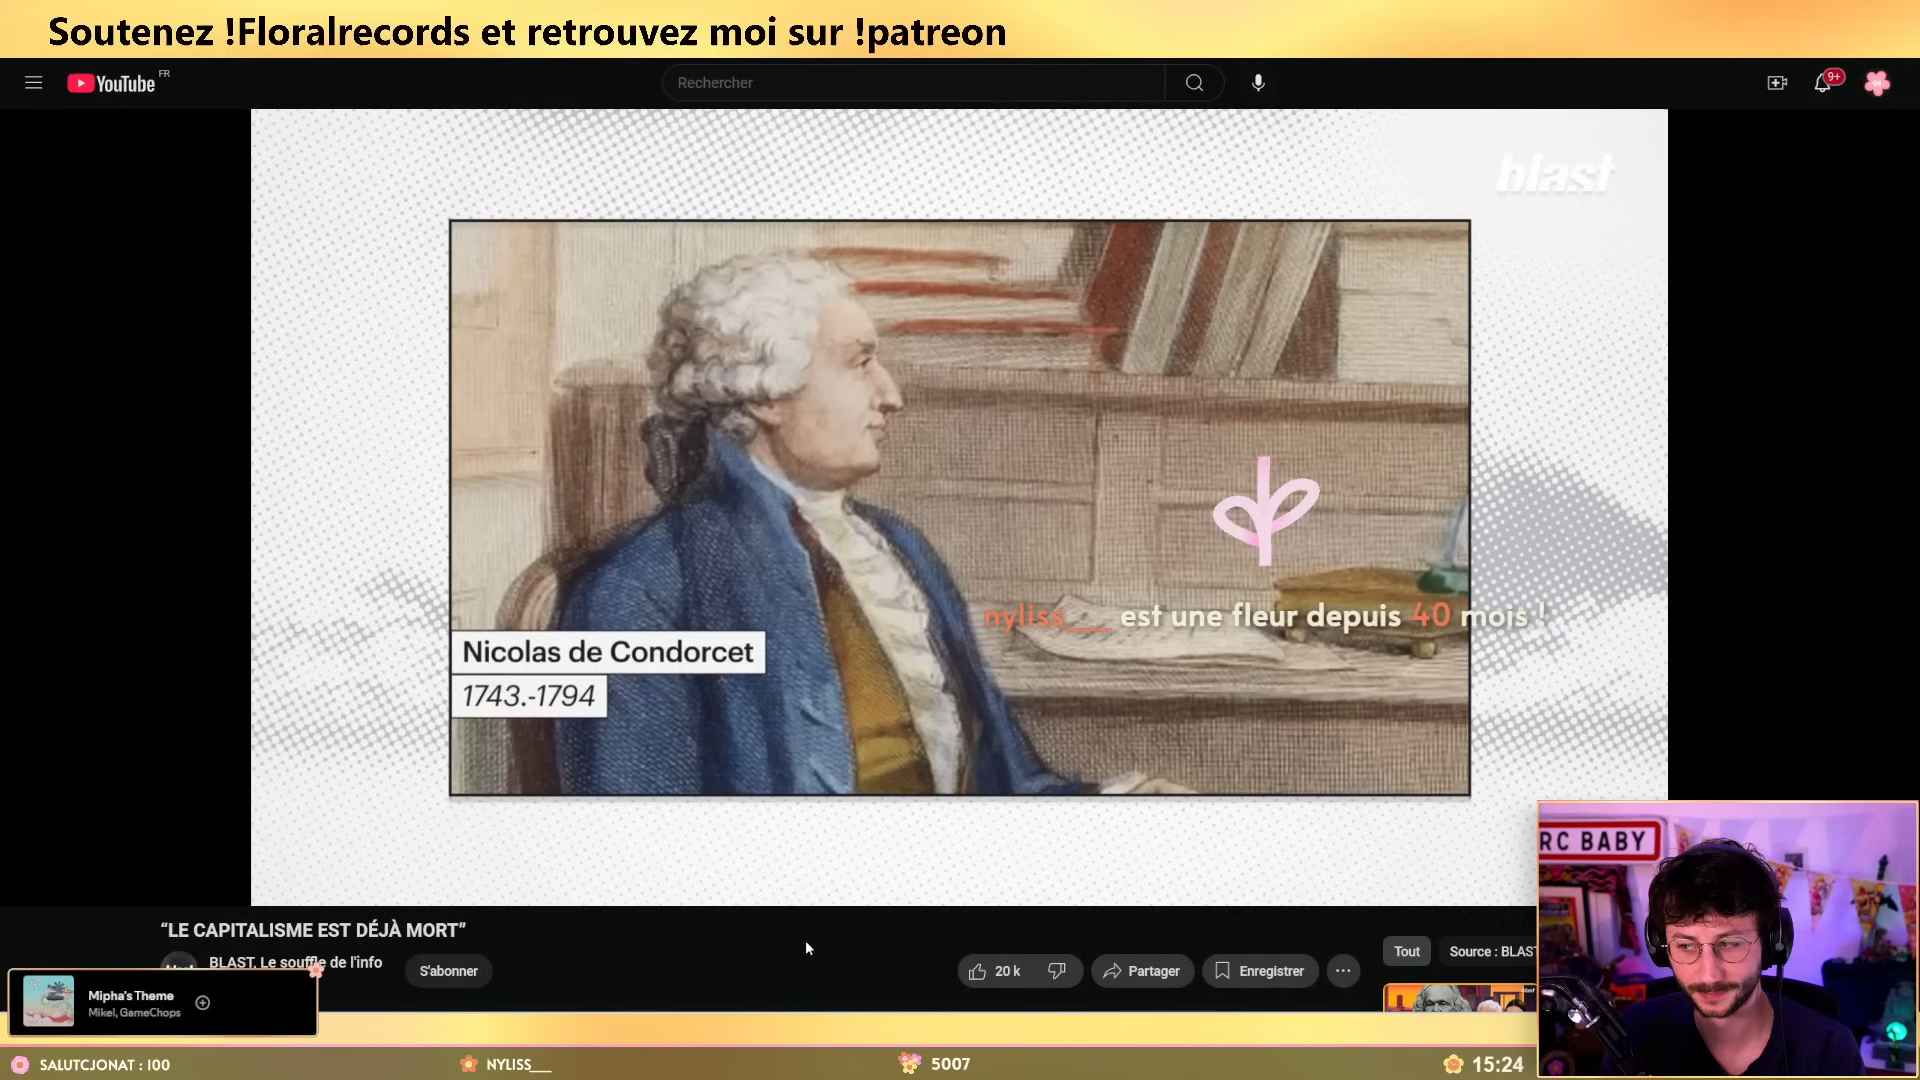 Soutenez !Floralrecords et retrouvez moi sur !patreon
YouTube FR
Rechercher
9+
blast
nyliss___ est une fleur depuis 40 mois !
Nicolas de Condorcet
1743.-1794
RC BABY
“LE CAPITALISME EST DÉJÀ MORT”
BLAST, Le souffle de l'info
S'abonner
20 k
Partager
Enregistrer
Tout
Source : BLAST
Mipha's Theme
Mikel, GameChops
SALUTCJONAT : 100
NYLISS___
5007
15:24